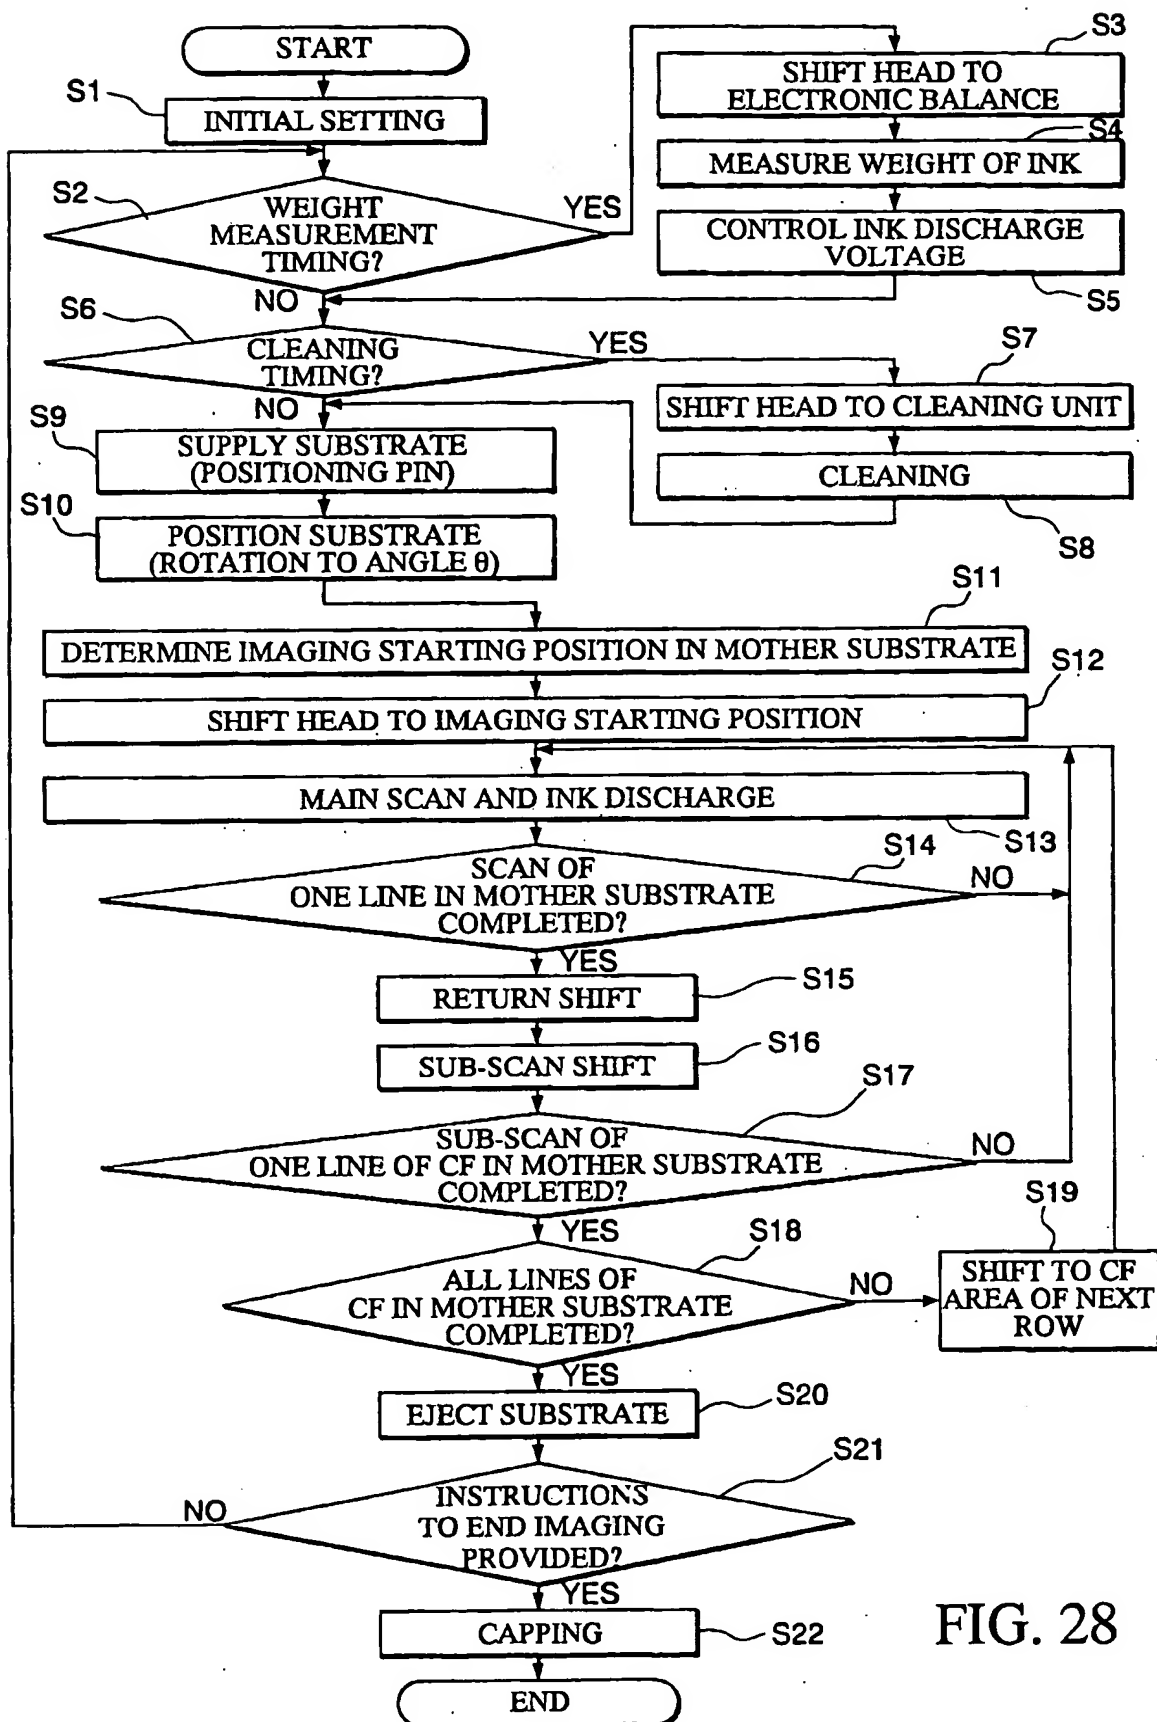 START
S1
INITIAL SETTING
S2
WEIGHT
MEASUREMENT
TIMING?
YES
NO
S3
SHIFT HEAD TO
ELECTRONIC BALANCE
S4
MEASURE WEIGHT OF INK
CONTROL INK DISCHARGE
VOLTAGE
S5
S6
CLEANING
TIMING?
YES
NO
S7
SHIFT HEAD TO CLEANING UNIT
CLEANING
S8
S9
SUPPLY SUBSTRATE
(POSITIONING PIN)
S10
POSITION SUBSTRATE
(ROTATION TO ANGLE θ)
S11
DETERMINE IMAGING STARTING POSITION IN MOTHER SUBSTRATE
S12
SHIFT HEAD TO IMAGING STARTING POSITION
MAIN SCAN AND INK DISCHARGE
S13
S14
SCAN OF
ONE LINE IN MOTHER SUBSTRATE
COMPLETED?
NO
YES
RETURN SHIFT
S15
SUB-SCAN SHIFT
S16
S17
SUB-SCAN OF
ONE LINE OF CF IN MOTHER SUBSTRATE
COMPLETED?
NO
YES
S18
ALL LINES OF
CF IN MOTHER SUBSTRATE
COMPLETED?
NO
S19
SHIFT TO CF
AREA OF NEXT
ROW
YES
EJECT SUBSTRATE
S20
S21
INSTRUCTIONS
TO END IMAGING
PROVIDED?
NO
YES
CAPPING
S22
END
FIG. 28